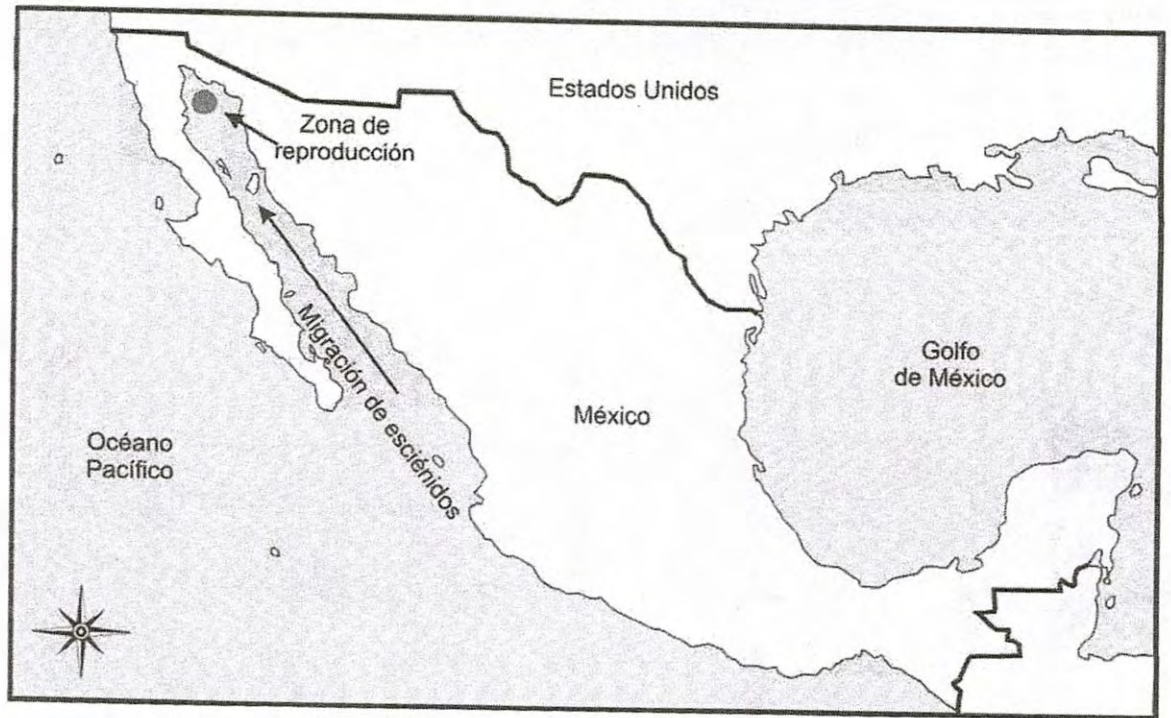 Estados Unidos
Zona de
reproducción
Migración de esciénidos
Golfo
de México
México
Océano
Pacífico